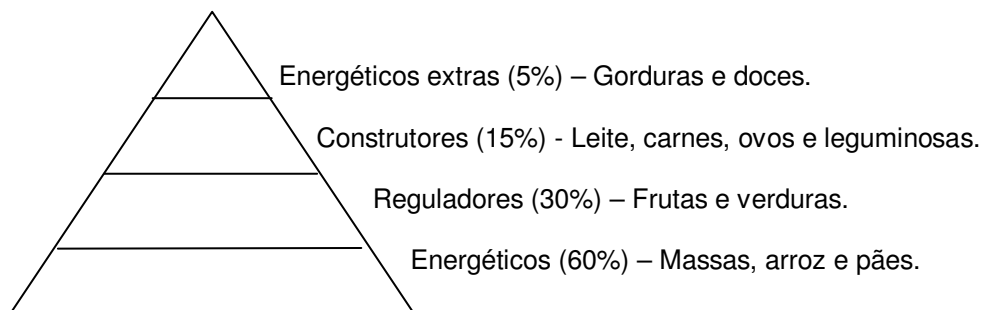 Energéticos extras (5%) – Gorduras e doces.
Construtores (15%) - Leite, carnes, ovos e leguminosas.
Reguladores (30%) – Frutas e verduras.
Energéticos (60%) – Massas, arroz e pães.